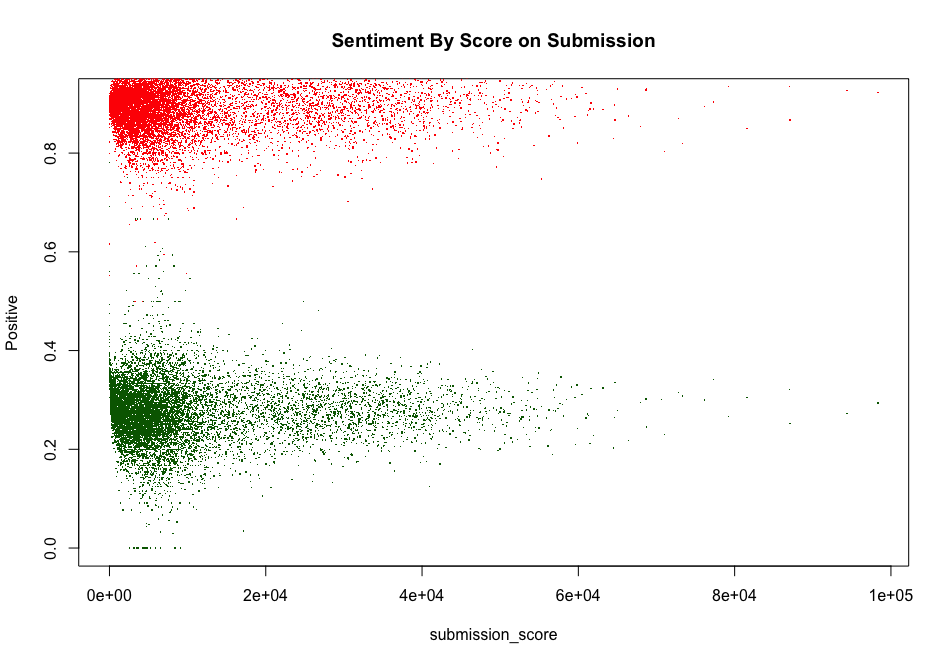 Sentiment By Score on Submission
Positive
0.8
0.6
0.4
0.2
0.0
0e+00 2e+04 4e+04 6e+04 8e+04 1e+05
submission_score